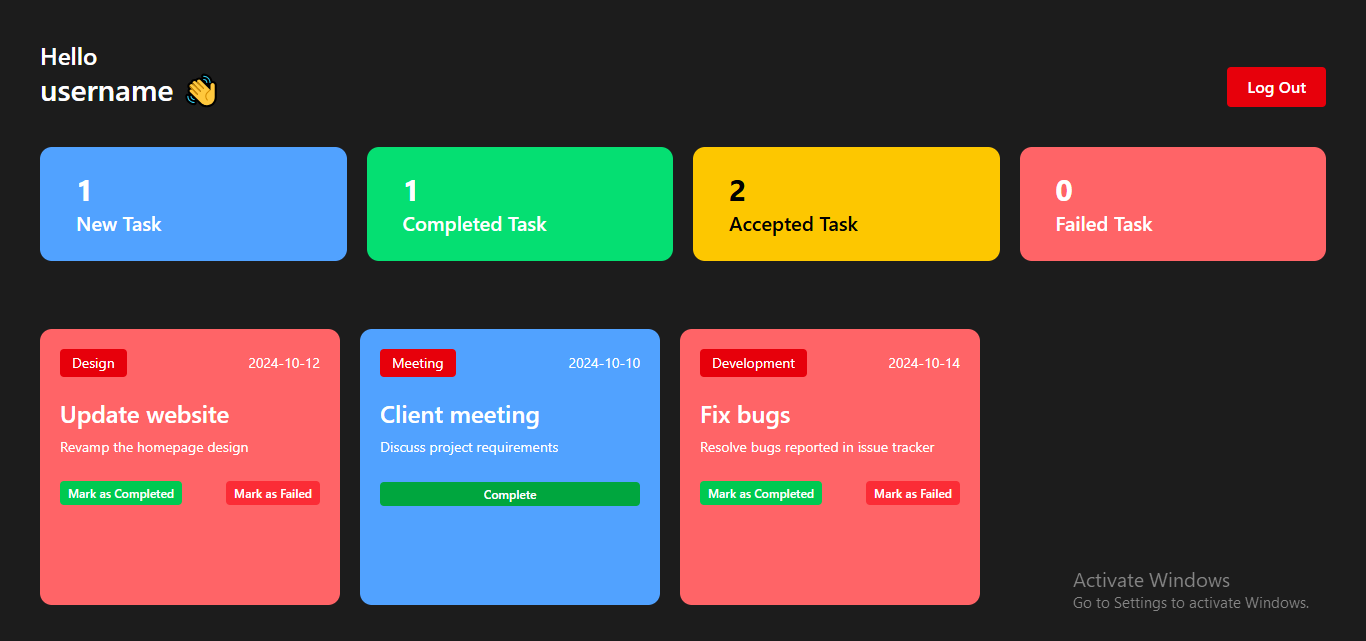 Hello
username 👋
Log Out
1
New Task
1
Completed Task
2
Accepted Task
0
Failed Task
Design
2024-10-12
Update website
Revamp the homepage design
Mark as Completed
Mark as Failed
Meeting
2024-10-10
Client meeting
Discuss project requirements
Complete
Development
2024-10-14
Fix bugs
Resolve bugs reported in issue tracker
Mark as Completed
Mark as Failed
Activate Windows
Go to Settings to activate Windows.